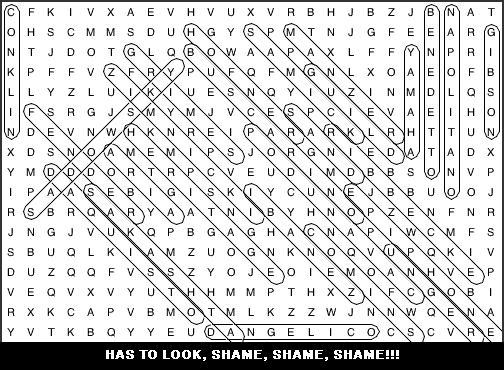 C F K I V X A E V H V U X V R B H J B Z J B N A T
O H S C M M S D U H G Y S P M T N J G F E E A R G
N T J D O T G L Q B O W A A P A X L F F Y N P R I
K P F F V Z F R Y P U F Q F M G N L X O A E O F B
L L Y Z L U I K I U E S N Q Y I U Z I N M D L Q S
I F S R G J S M Y M J V C E S P C I E V A E I H O
N D E V N W H K N R E I P A R A R K L R H T T U N
X D S N O A M E M I P S J O R G N I E D A T A D X
Y M D D D O R T R P C V E U D I M D B B S O N V P
I P A A S E B I G I S K I Y C U N E J B B U O O J
R S B R Q A R Y A A T N I B Y H N O P Z E N F N R
J N G J V U K Q P B G A G H A C N A P I W C M F S
S B U Q L K I A M Z U O G N K N O Q V U P Q K I V
D U Z Q Q F V S S Z Y O J E O I E M O A N H V E P
V E Q V X V Y U T H H M M P T H X Z I F C G O B I
R X K C A P V B M O T M L K Z Z W J N N W Q E N A
Y V T K B Q Y Y E U D A N G E L I C O C S C V R E
HAS TO LOOK, SHAME, SHAME, SHAME!!!